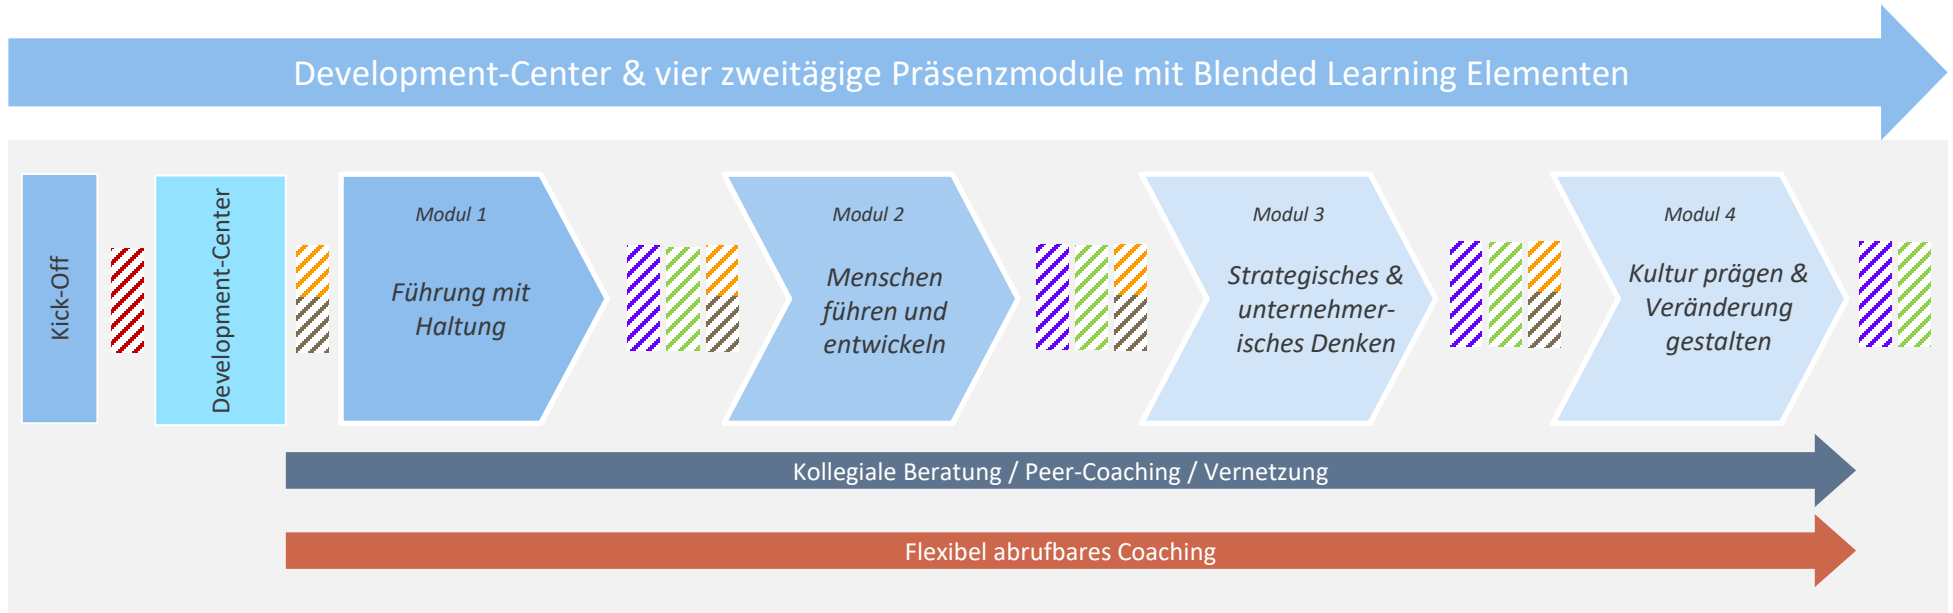 Development-Center & vier zweitägige Präsenzmodule mit Blended Learning Elementen
Kick-Off
Development-Center
Modul 1
Führung mit
Haltung
Modul 2
Menschen
führen und
entwickeln
Modul 3
Strategisches &
unternehmer-
isches Denken
Modul 4
Kultur prägen &
Veränderung
gestalten
Kollegiale Beratung / Peer-Coaching / Vernetzung
Flexibel abrufbares Coaching